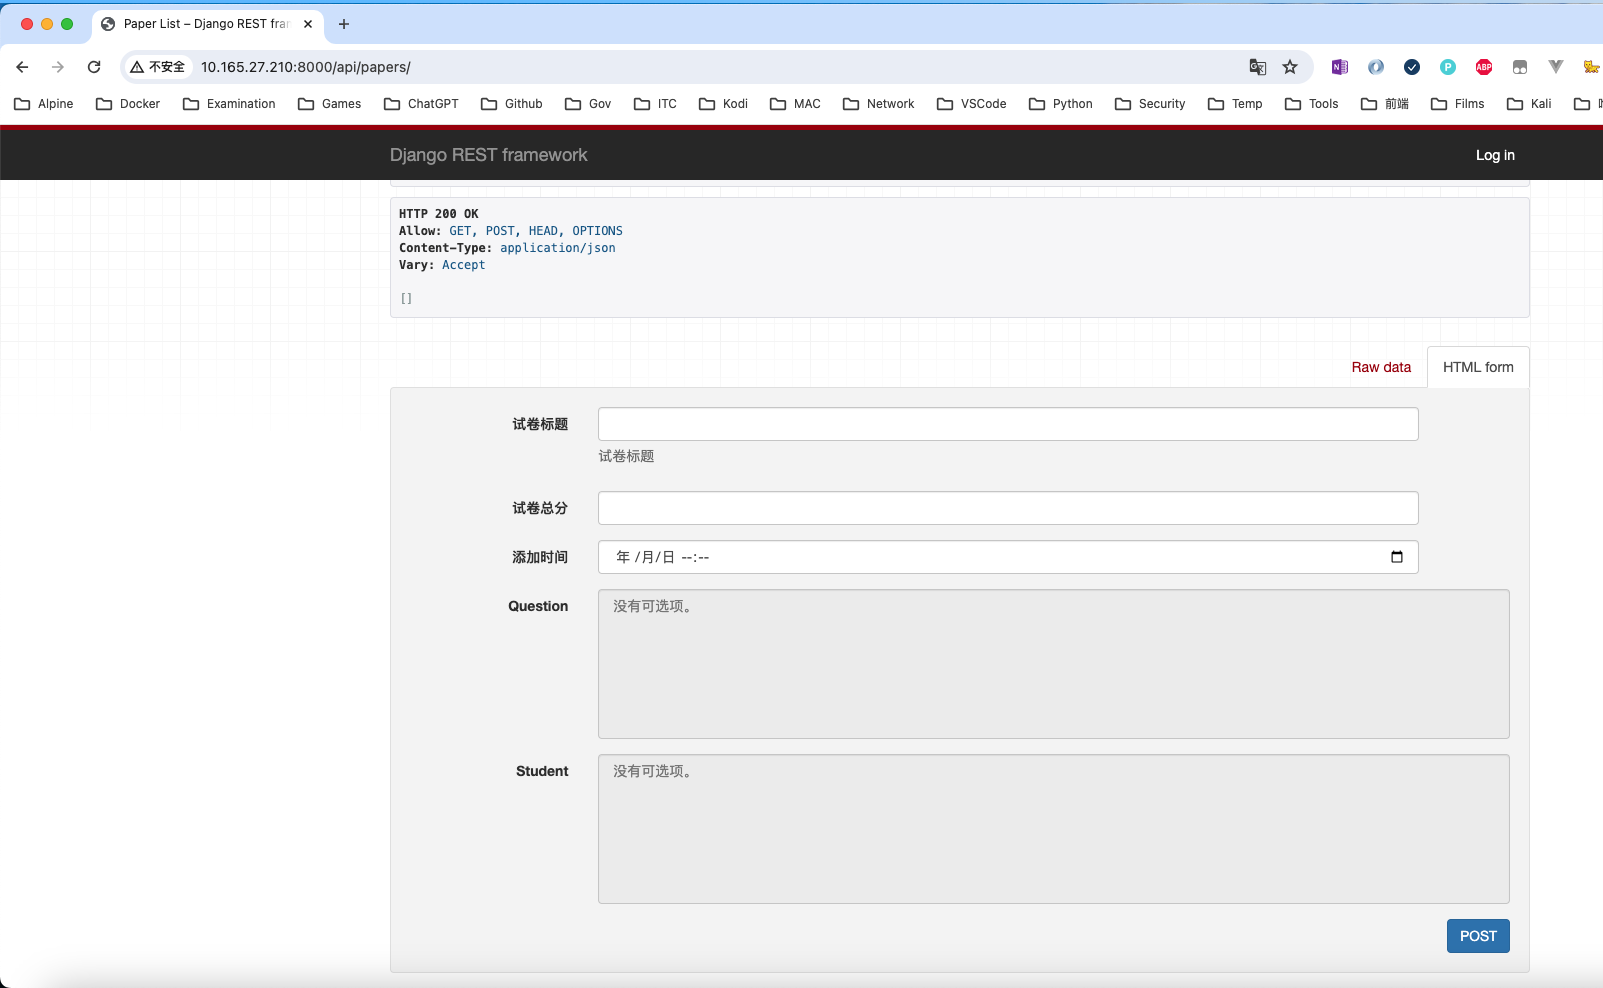 Paper List – Django REST fra
不安全
10.165.27.210:8000/api/papers/
Alpine Docker Examination Games ChatGPT Github Gov ITC Kodi MAC Network VSCode Python Security Temp Tools 前端 Films Kali
Django REST framework
Log in
HTTP 200 OK
Allow: GET, POST, HEAD, OPTIONS
Content-Type: application/json
Vary: Accept
[]
Raw data
HTML form
试卷标题
试卷标题
试卷总分
添加时间
年 /月/日 --:--
Question
没有可选项。
Student
没有可选项。
POST